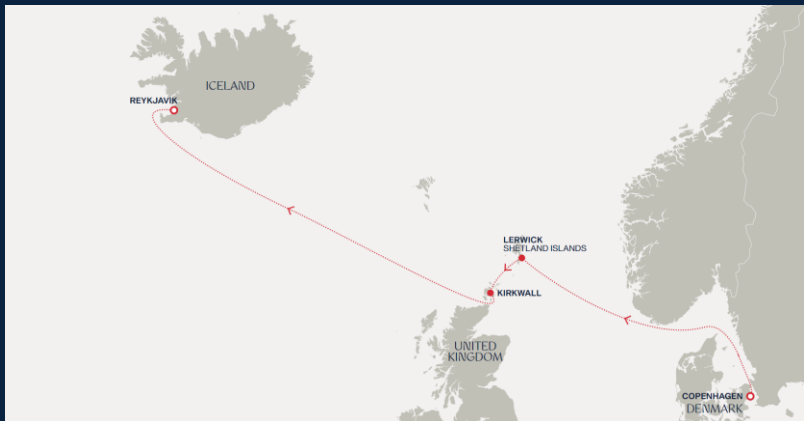 ICELAND
REYKJAVIK
LERWICK
SHETLAND ISLANDS
KIRKWALL
UNITED
KINGDOM
COPENHAGEN
DENMARK